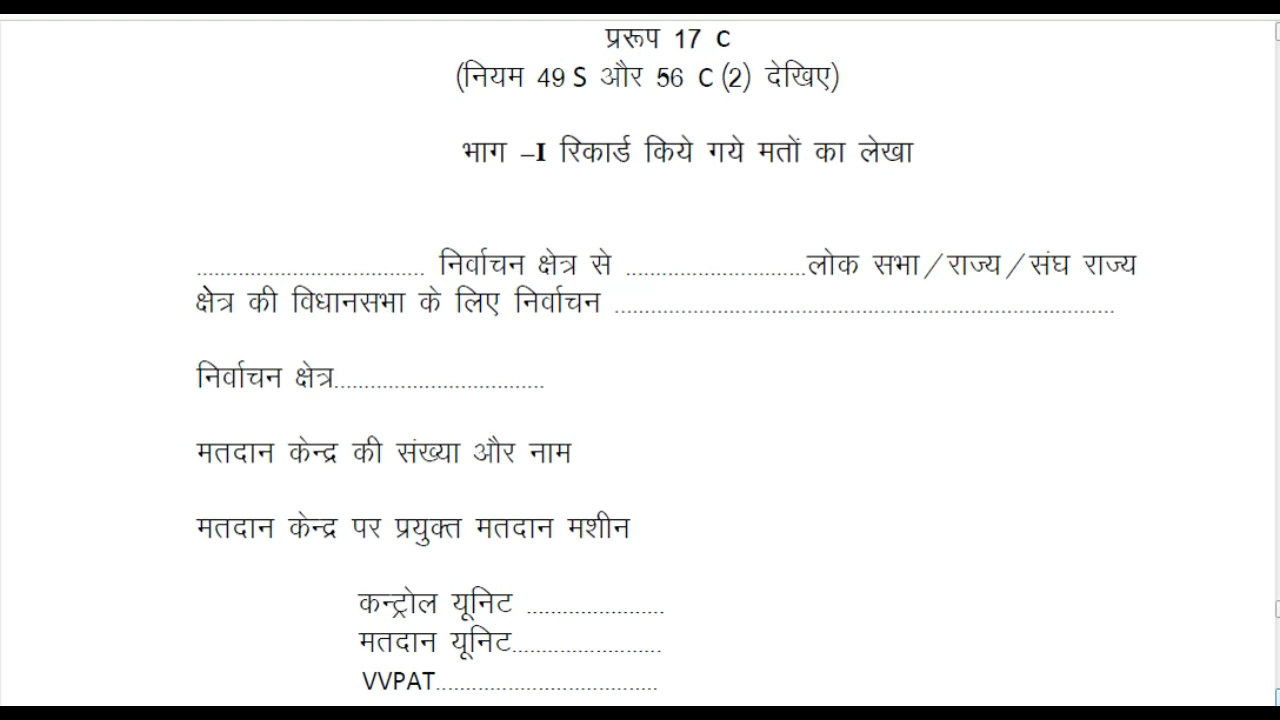 प्ररूप 17 C
(नियम 49 S और 56 C (2) देखिए)
भाग –I रिकार्ड किये गये मतों का लेखा
...................................... निर्वाचन क्षेत्र से ..............................लोक सभा/राज्य/संघ राज्य
क्षेत्र की विधानसभा के लिए निर्वाचन ...................................................................................
निर्वाचन क्षेत्र...................................
मतदान केन्द्र की संख्या और नाम
मतदान केन्द्र पर प्रयुक्त मतदान मशीन
कन्ट्रोल यूनिट .......................
मतदान यूनिट.........................
VVPAT.....................................